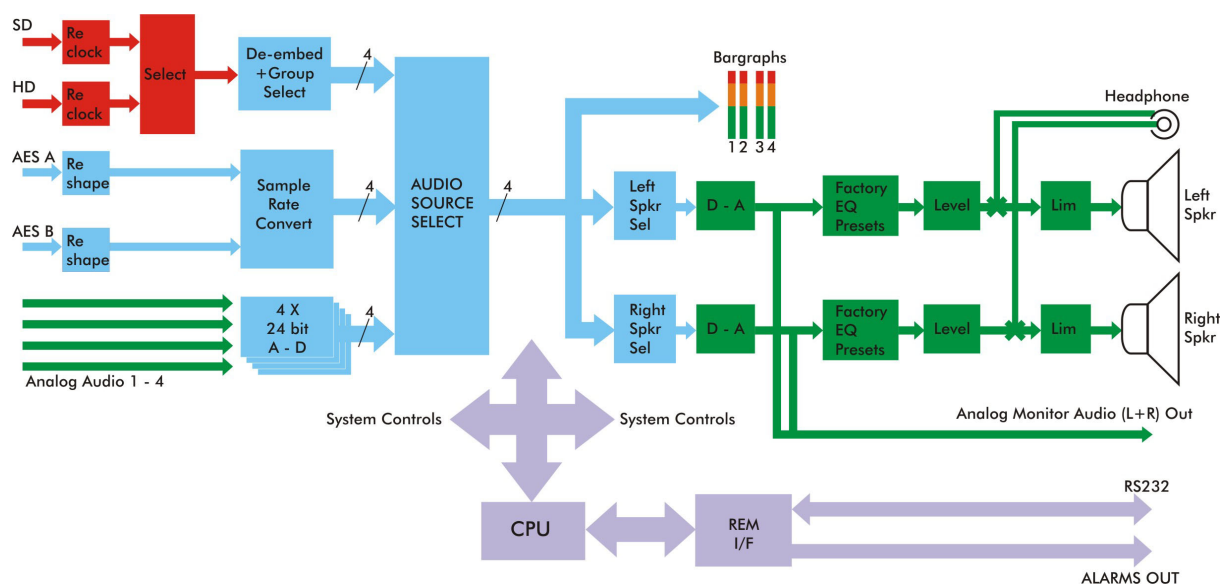 SD
Re
clock
HD
Re
clock
Select
De-embed
+Group
Select
4
AES A
Re
shape
AES B
Re
shape
Sample
Rate
Convert
4
Analog Audio 1 - 4
4 X
24 bit
A - D
4
AUDIO
SOURCE
SELECT
4
Bargraphs
1 2 3 4
Left
Spkr
Sel
D - A
Factory
EQ
Presets
Level
Lim
Headphone
Left
Spkr
Right
Spkr
Sel
D - A
Factory
EQ
Presets
Level
Lim
Right
Spkr
Analog Monitor Audio (L+R) Out
System Controls
System Controls
CPU
REM
I/F
RS232
ALARMS OUT